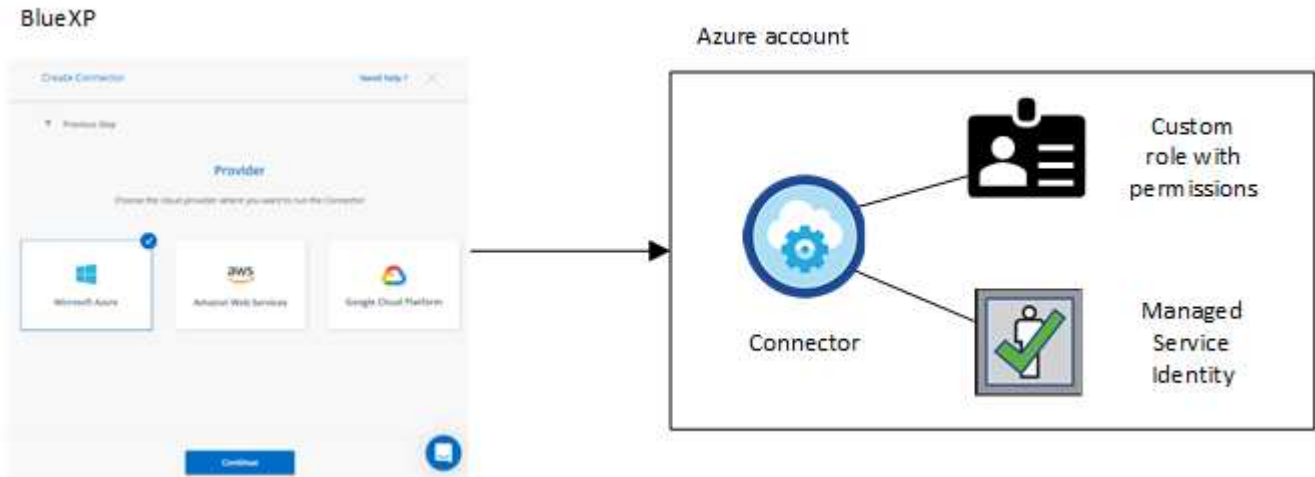 BlueXP
Azure account
Create Connector
Need help?
Previous Step
Provider
Choose the cloud provider where you want to run the Connector
aws
Microsoft Azure
Amazon Web Services
Google Cloud Platform
Continue
Connector
Custom
role with
permissions
Managed
Service
Identity